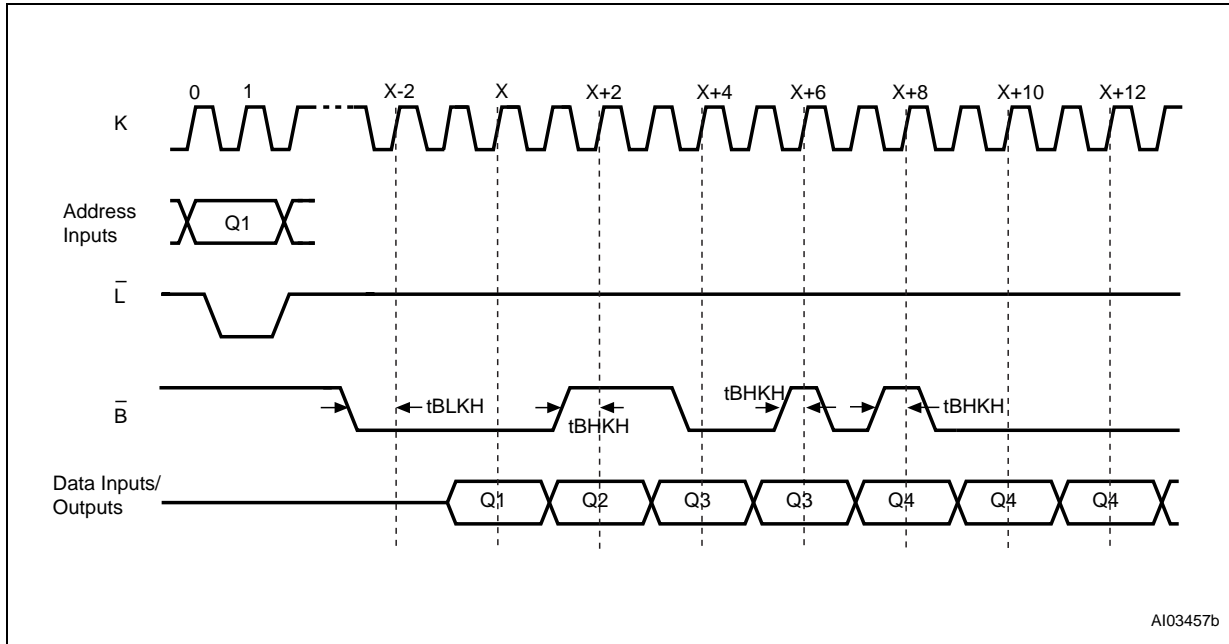 0 1 X-2 X X+2 X+4 X+6 X+8 X+10 X+12
K
Address
Inputs
Q1
L̅
B̅
tBLKH
tBHKH
tBHKH
tBHKH
Data Inputs/
Outputs
Q1 Q2 Q3 Q3 Q4 Q4 Q4
AI03457b